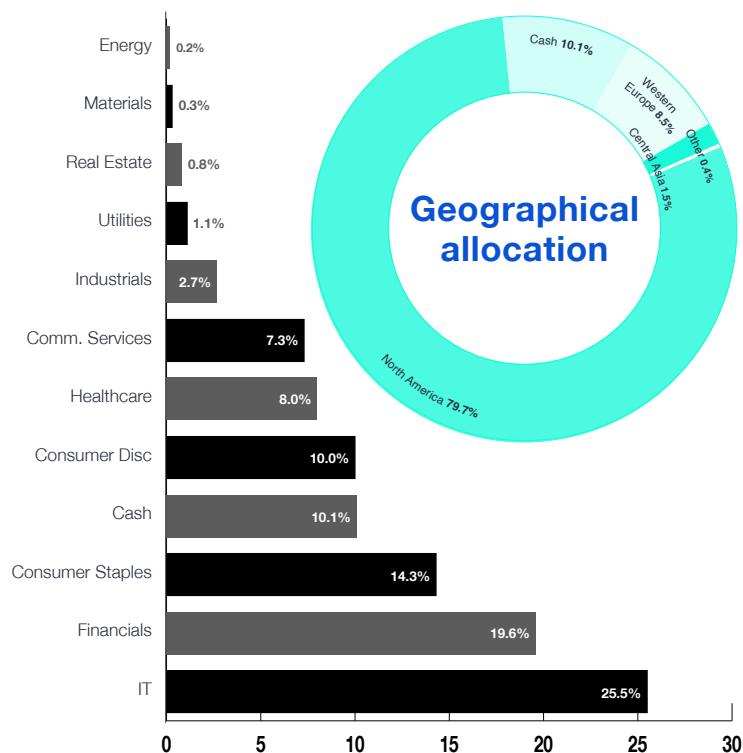 Energy
0.2%
Materials
0.3%
Real Estate
0.8%
Utilities
1.1%
Industrials
2.7%
Comm. Services
7.3%
Healthcare
8.0%
Consumer Disc
10.0%
Cash
10.1%
Consumer Staples
14.3%
Financials
19.6%
IT
25.5%
0 5 10 15 20 25 30
Geographical
allocation
Cash 10.1%
Western
Europe 8.5%
Central Asia 1.5%
Other 0.4%
North America 79.7%